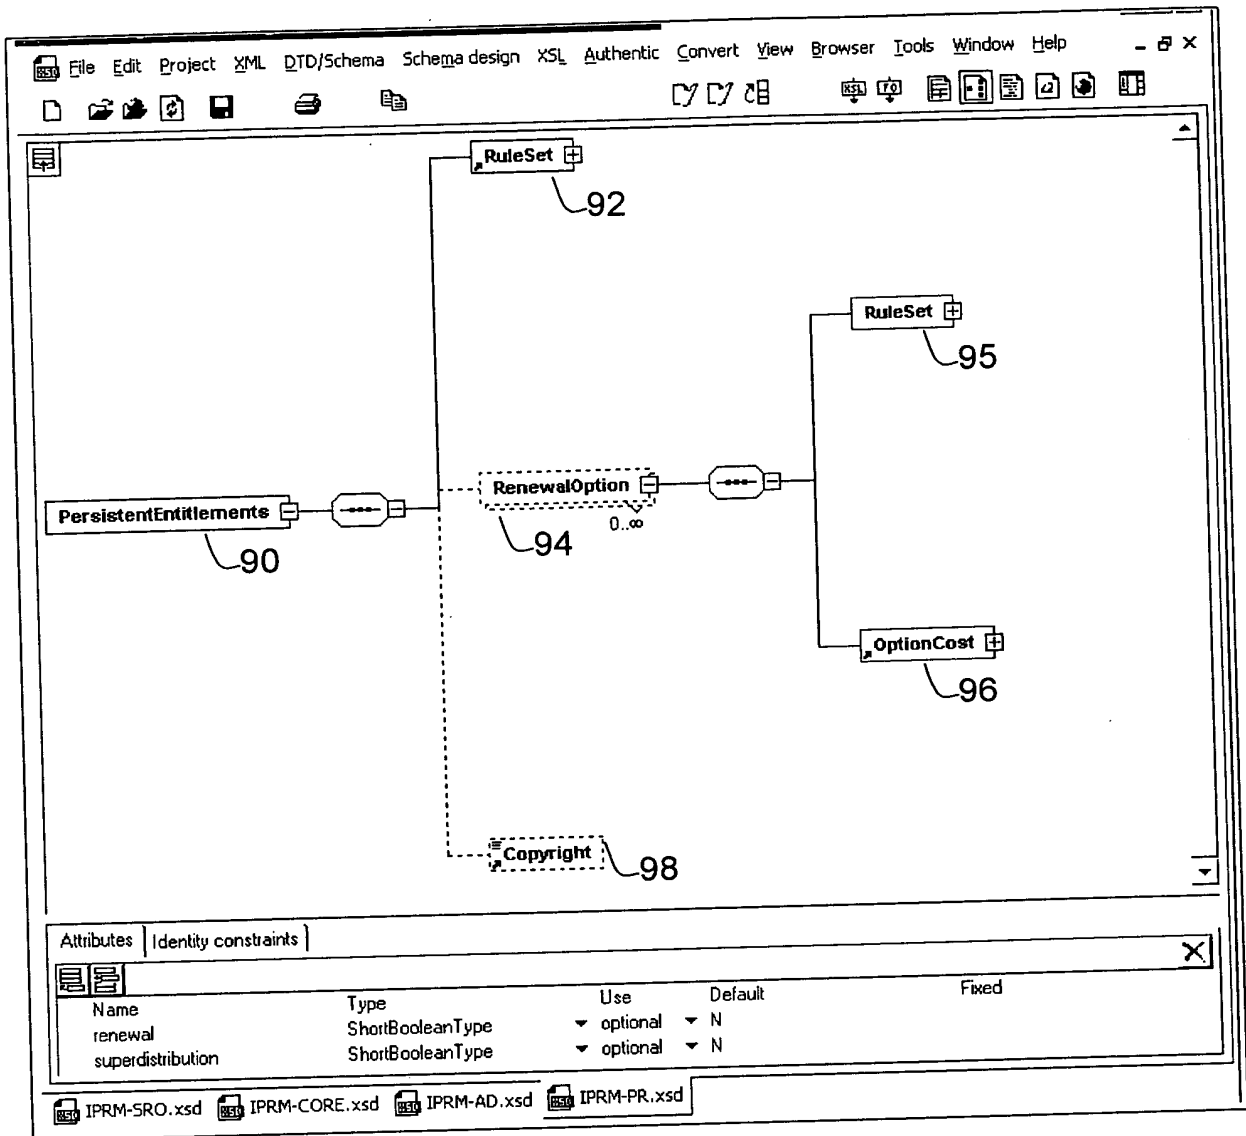 File Edit Project XML DTD/Schema Schema design XSL Authentic Convert View Browser Tools Window Help
RuleSet
92
RuleSet
95
RenewalOption
0..∞
94
PersistentEntitlements
90
OptionCost
96
Copyright
98
Attributes Identity constraints
Name Type Use Default Fixed
renewal ShortBooleanType optional N
superdistribution ShortBooleanType optional N
IPRM-SRO.xsd IPRM-CORE.xsd IPRM-AD.xsd IPRM-PR.xsd